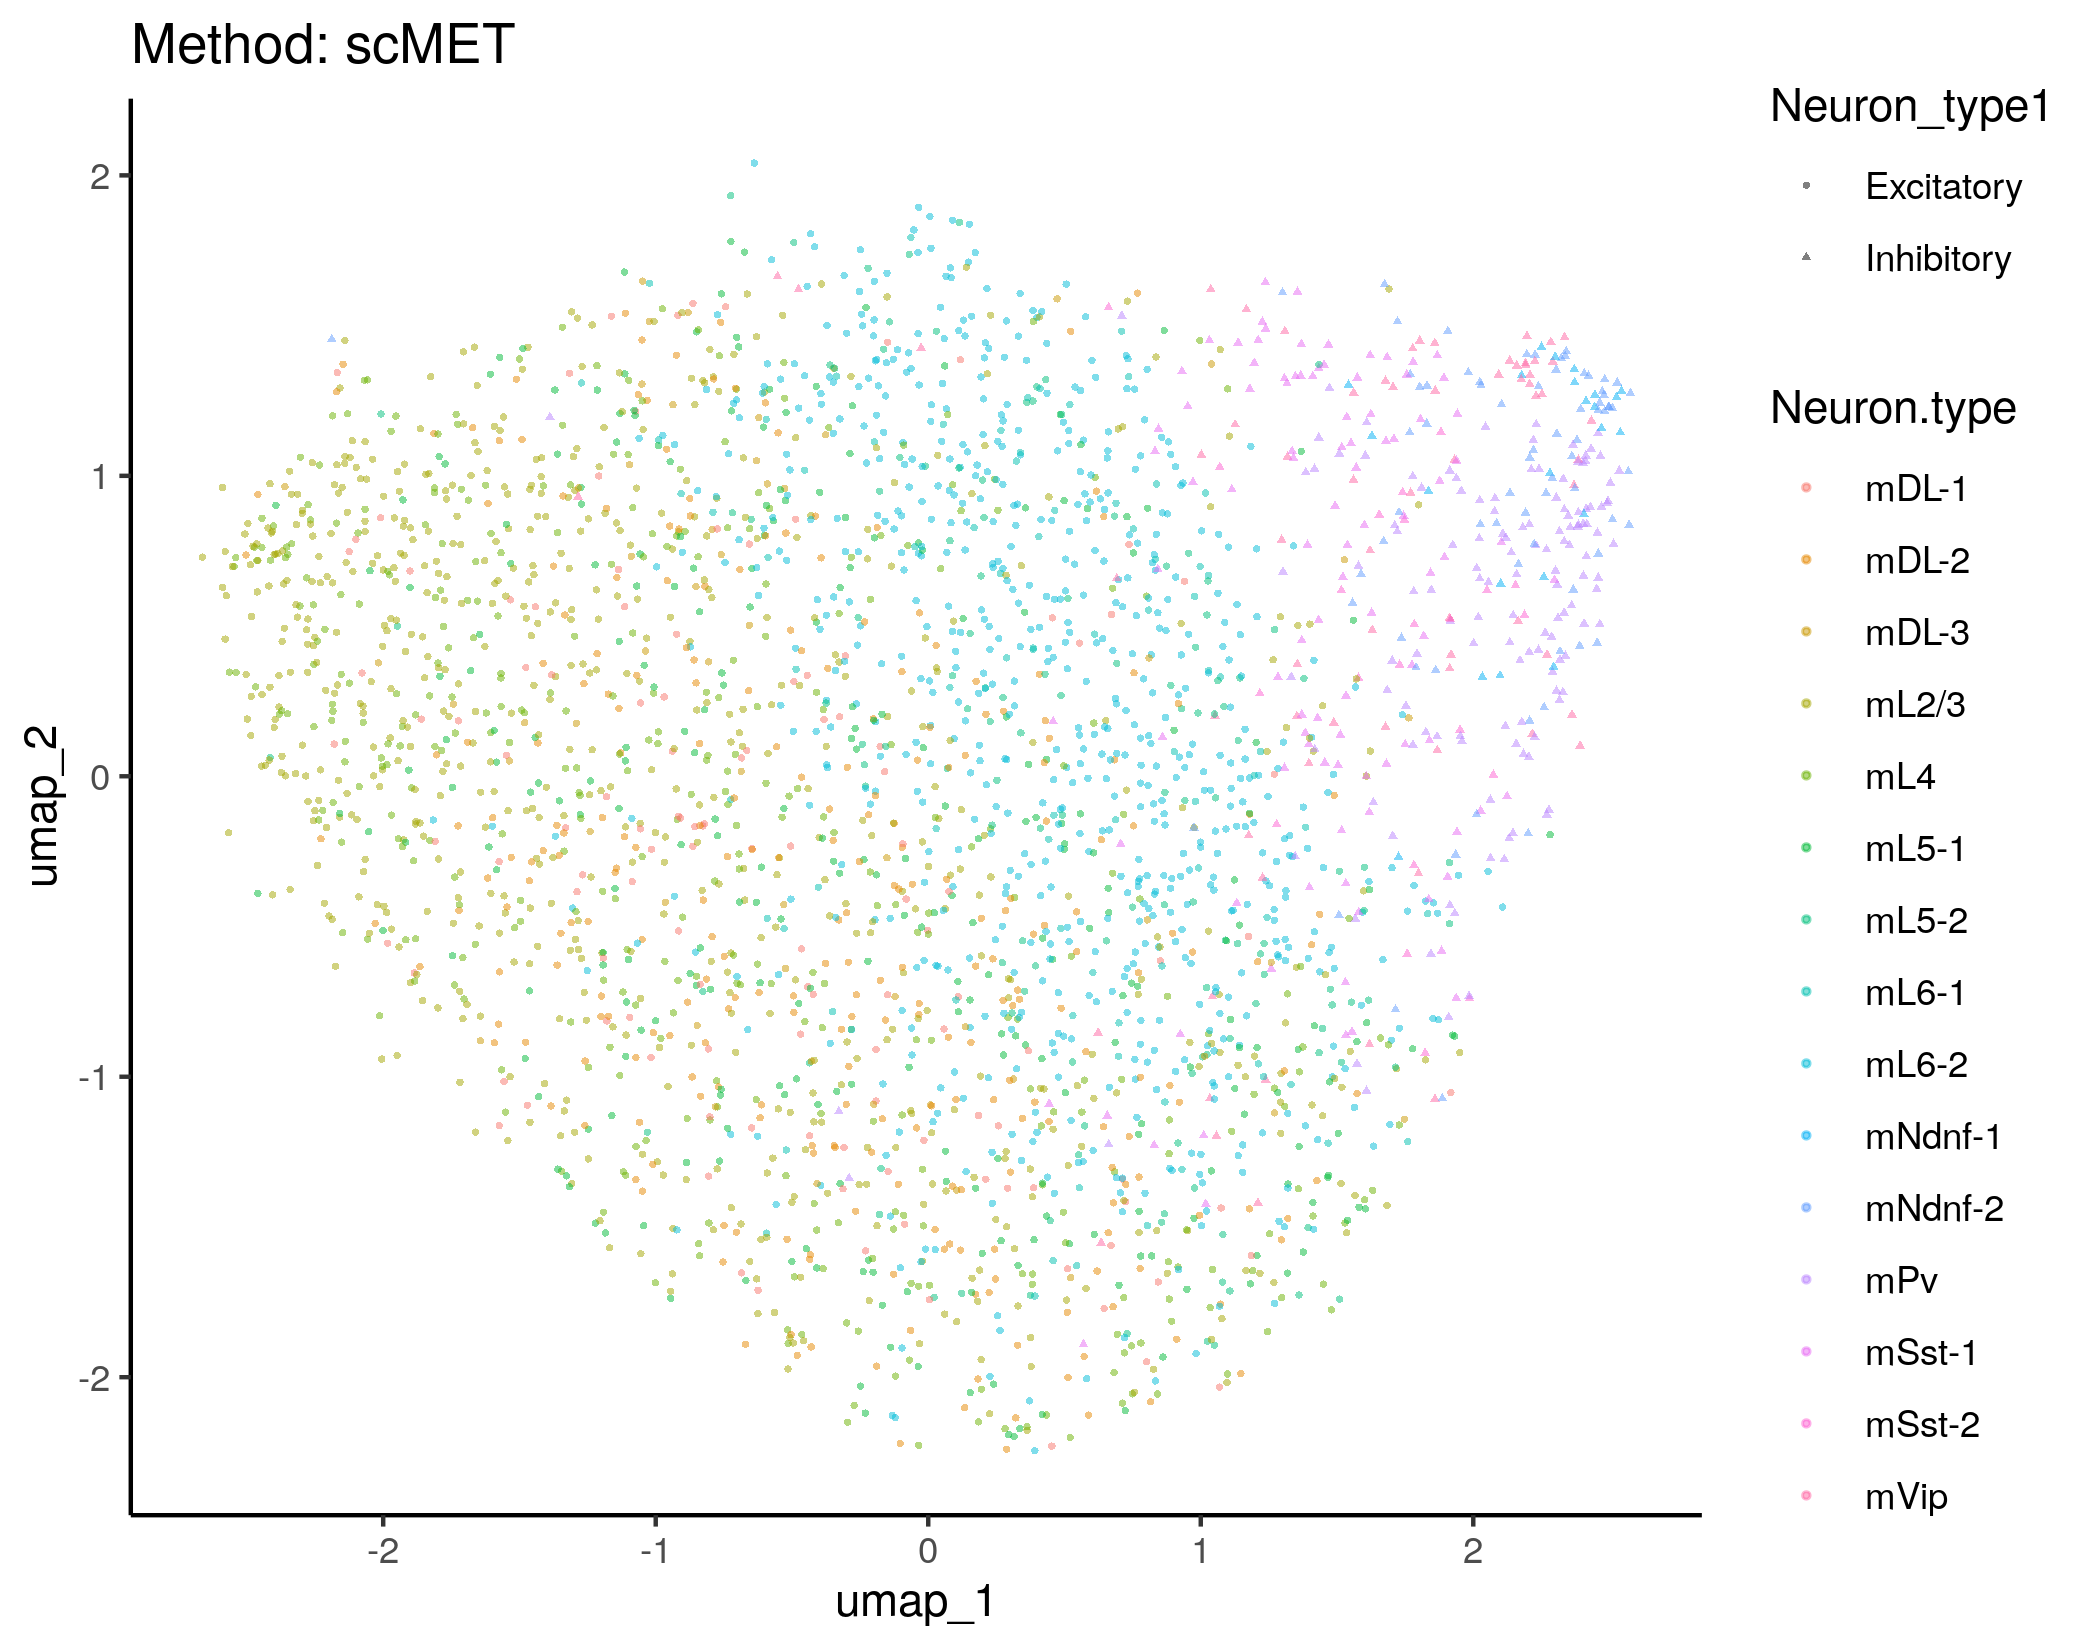 Method: scMET
umap_2
2
1
0
-1
-2
-2
-1
0
1
2
umap_1
Neuron_type1
Excitatory
Inhibitory
Neuron.type
mDL-1
mDL-2
mDL-3
mL2/3
mL4
mL5-1
mL5-2
mL6-1
mL6-2
mNdnf-1
mNdnf-2
mPv
mSst-1
mSst-2
mVip